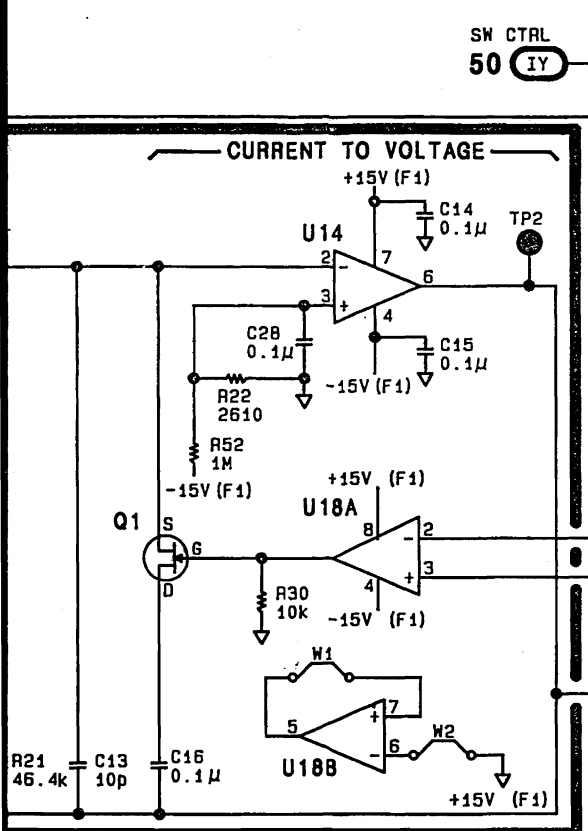 SW CTRL
50 IY
CURRENT TO VOLTAGE
+15V(F1)
C14
0.1µ
TP2
U14
7
2
-
6
3
+
4
C28
0.1µ
C15
0.1µ
-15V(F1)
R22
2610
R52
1M
-15V(F1)
+15V (F1)
U18A
Q1
S
8
-
2
G
+
3
D
4
R30
10k
-15V (F1)
W1
+
7
5
W2
-
6
U18B
R21
46.4k
C13
10p
C16
0.1µ
+15V (F1)